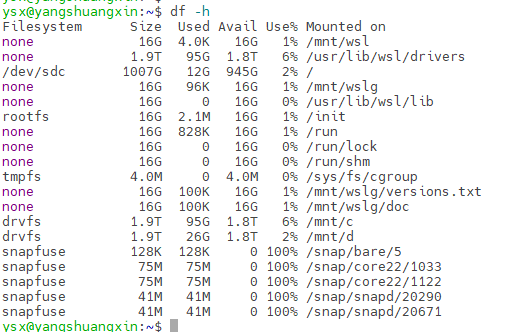 ysx@yangshuangxin:~$
ysx@yangshuangxin:~$ df -h
Filesystem      Size  Used Avail Use% Mounted on
none             16G  4.0K   16G   1% /mnt/wsl
none            1.9T   95G  1.8T   6% /usr/lib/wsl/drivers
/dev/sdc       1007G   12G  945G   2% /
none             16G   96K   16G   1% /mnt/wslg
none             16G     0   16G   0% /usr/lib/wsl/lib
rootfs           16G  2.1M   16G   1% /init
none             16G  828K   16G   1% /run
none             16G     0   16G   0% /run/lock
none             16G     0   16G   0% /run/shm
tmpfs           4.0M     0  4.0M   0% /sys/fs/cgroup
none             16G  100K   16G   1% /mnt/wslg/versions.txt
none             16G  100K   16G   1% /mnt/wslg/doc
drvfs           1.9T   95G  1.8T   6% /mnt/c
drvfs           1.9T   26G  1.8T   2% /mnt/d
snapfuse        128K  128K     0 100% /snap/bare/5
snapfuse         75M   75M     0 100% /snap/core22/1033
snapfuse         75M   75M     0 100% /snap/core22/1122
snapfuse         41M   41M     0 100% /snap/snapd/20290
snapfuse         41M   41M     0 100% /snap/snapd/20671
ysx@yangshuangxin:~$